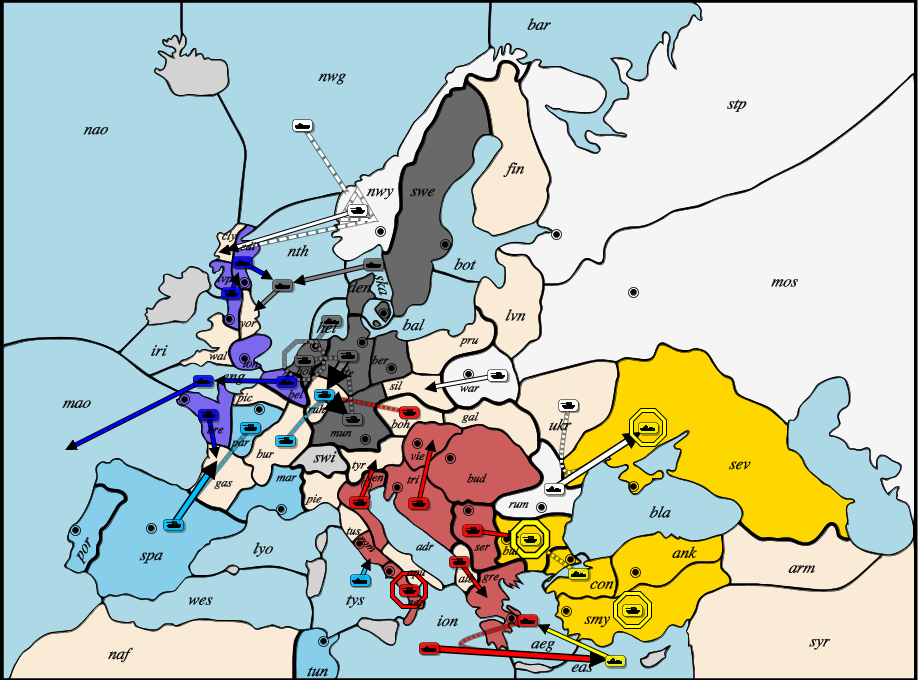 bar
nwg
stp
nao
fin
nwy
swe
cly
edi
nth
bot
lvp
ska
mos
den
lvn
hel
bal
yor
iri
wal
pru
lon
hol
ber
eng
sil
war
mao
bel
pic
ruh
gal
bre
par
mun
boh
ukr
bur
swi
vie
sev
tyr
gas
mar
ven
tri
bud
pie
rum
bla
tus
rom
adr
ser
bul
por
spa
lyo
ank
alb
gre
con
arm
apu
wes
tys
nap
smy
ion
naf
aeg
syr
tun
eas